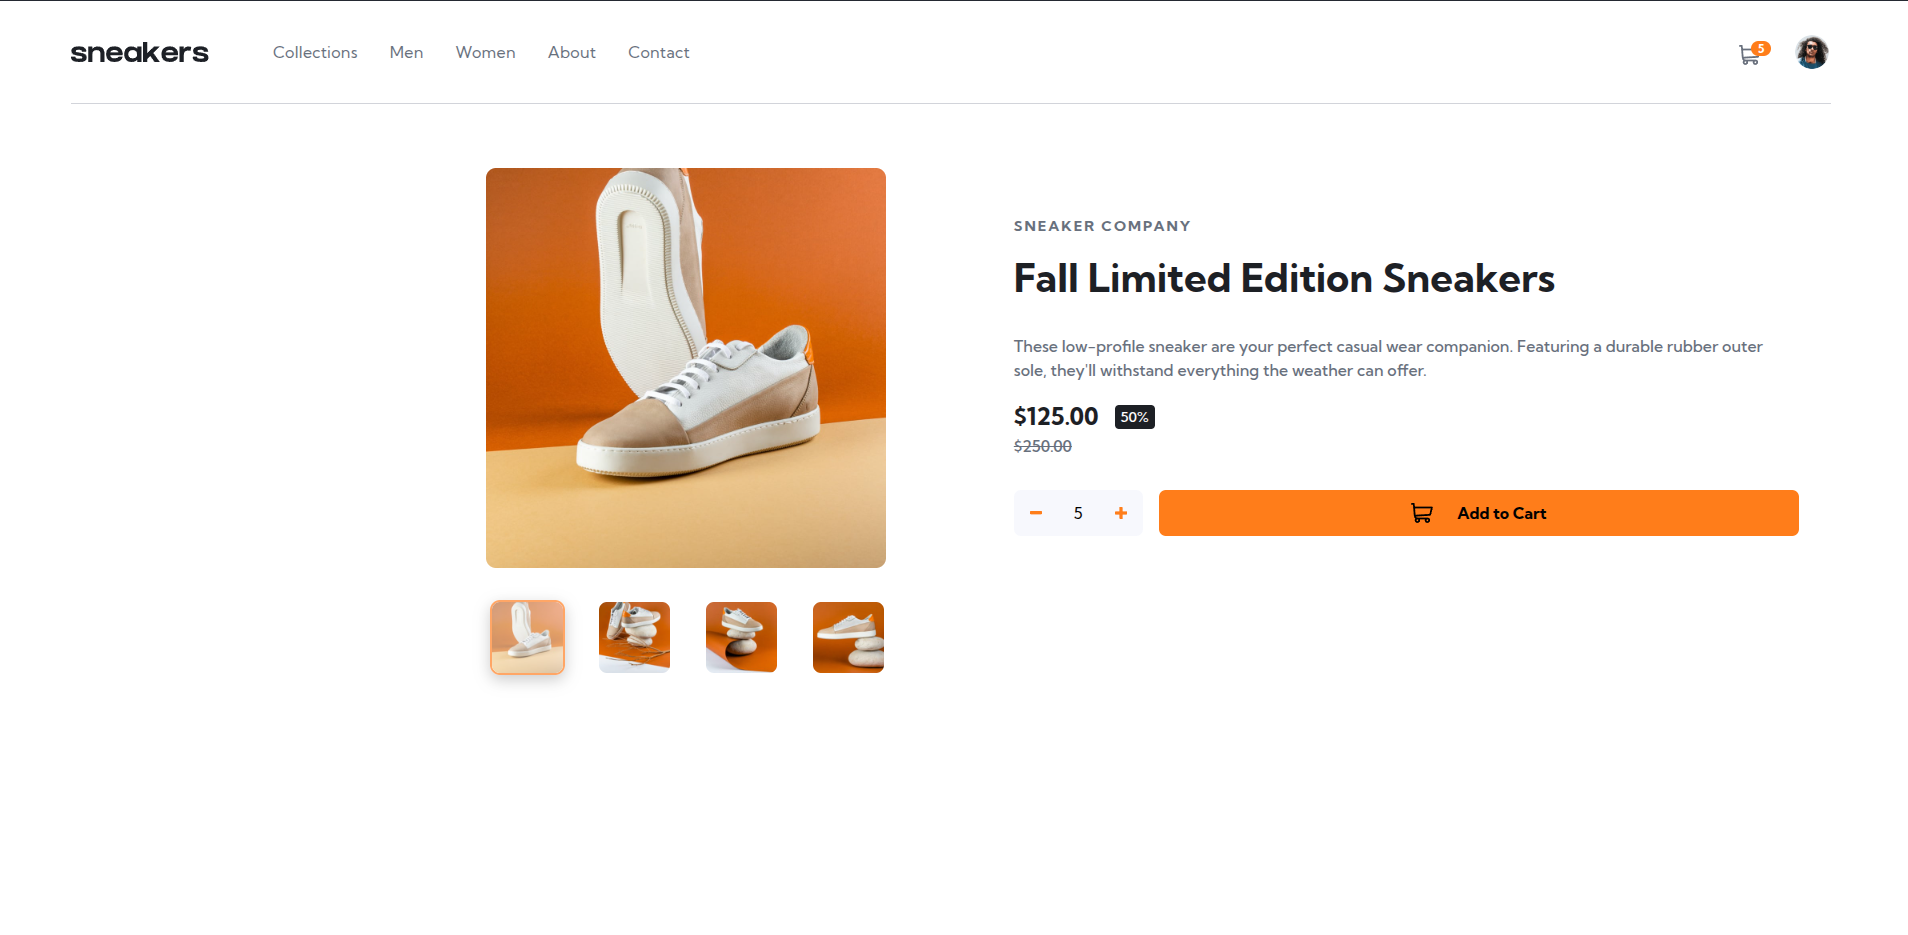 sneakers
Collections
Men
Women
About
Contact
5
SNEAKER COMPANY
Fall Limited Edition Sneakers
These low-profile sneaker are your perfect casual wear companion. Featuring a durable rubber outer
sole, they'll withstand everything the weather can offer.
$125.00 50%
$250.00
5
Add to Cart